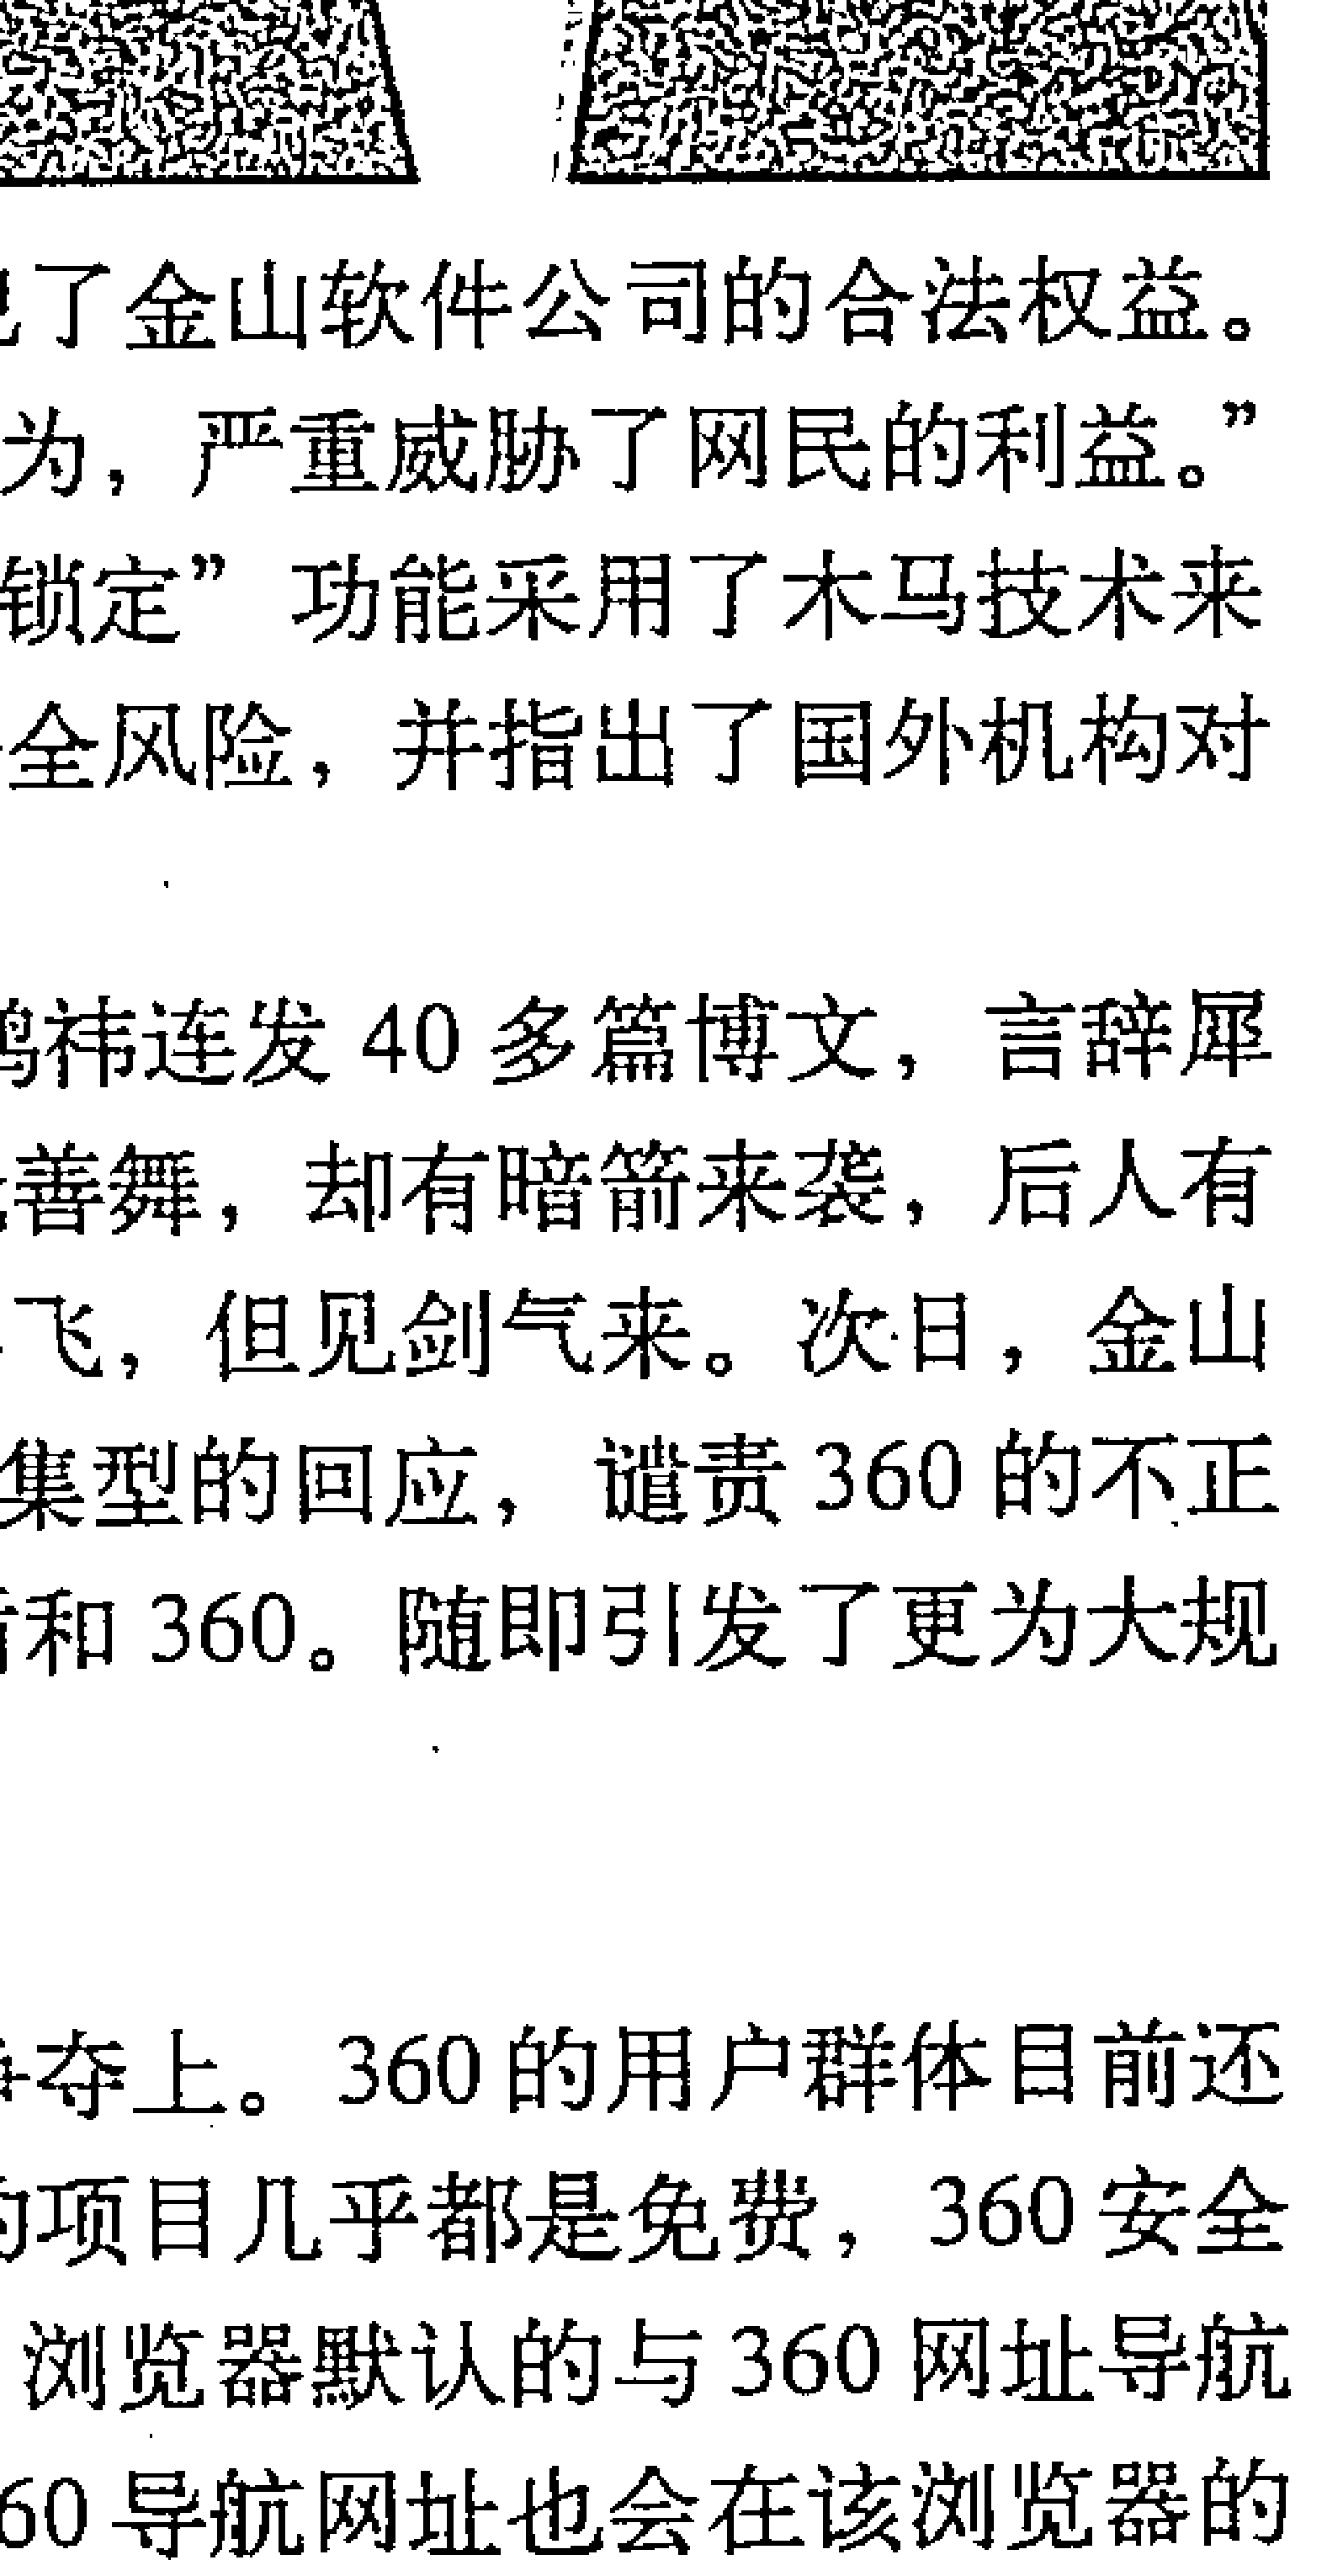 了金山软件公司的合法权益。
为，严重威胁了网民的利益。”
锁定”功能采用了木马技术来
全风险，并指出了国外机构对
鸿祎连发 40 多篇博文，言辞犀
善舞，却有暗箭来袭，后人有
飞，但见剑气来。次日，金山
集型的回应，谴责 360 的不正
和 360。随即引发了更为大规
夺上。360 的用户群体目前还
的项目几乎都是免费，360 安全
浏览器默认的与 360 网址导航
60 导航网址也会在该浏览器的